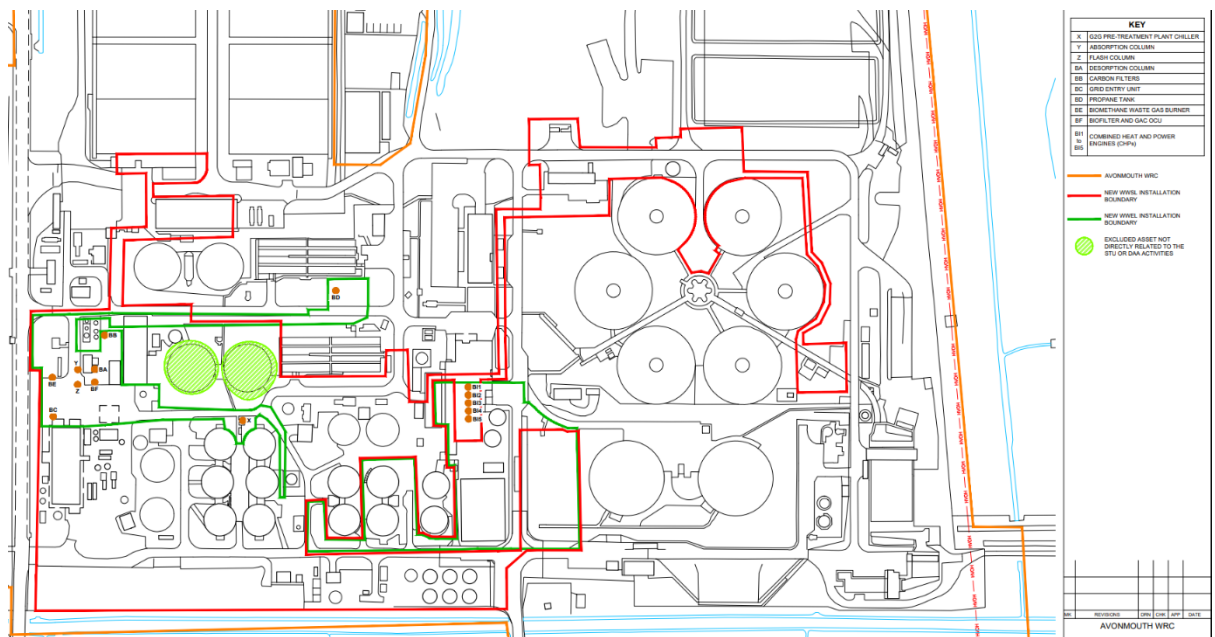 KEY
X G2G PRE-TREATMENT PLANT CHILLER
Y ABSORPTION COLUMN
Z FLASH COLUMN
BA DESORPTION COLUMN
BB CARBON FILTERS
BC GRID ENTRY UNIT
BD PROPANE TANK
BE BIOMETHANE WASTE GAS BURNER
BF BIOFILTER AND GAC OCU
BI1
to
BI5
COMBINED HEAT AND POWER
ENGINES (CHPs)
AVONMOUTH WRC
NEW WWSL INSTALLATION
BOUNDARY
NEW WWEL INSTALLATION
BOUNDARY
EXCLUDED ASSET NOT
DIRECTLY RELATED TO THE
STU OR DAA ACTIVITIES
BD
BB
Y
BA
BE
Z
BF
BC
X
BI1
BI2
BI3
BI4
BI5
REVISIONS DRN CHK APP DATE
AVONMOUTH WRC